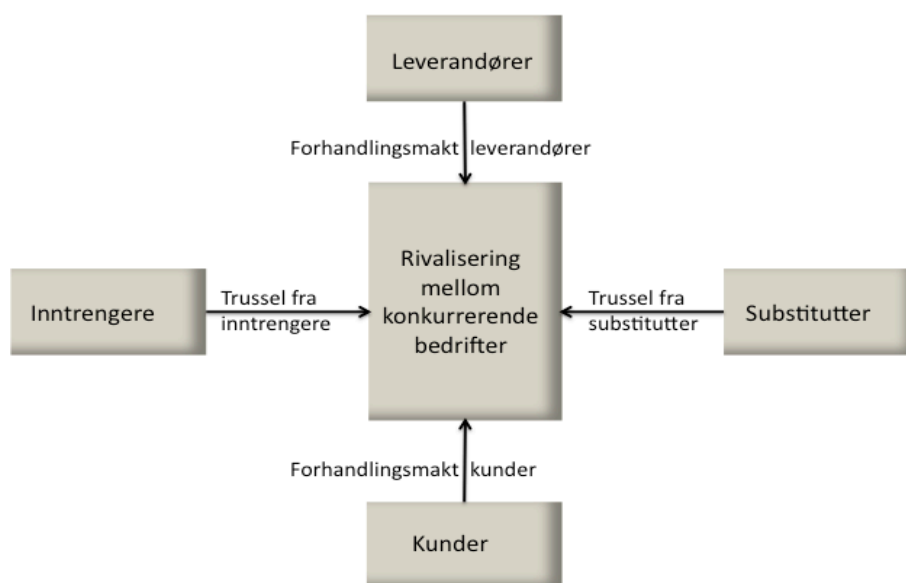 Leverandører
Forhandlingsmakt leverandører
Rivalisering
mellom
konkurrerende
bedrifter
Inntrengere
Trussel fra
inntrengere
Trussel fra
substitutter
Substitutter
Forhandlingsmakt kunder
Kunder